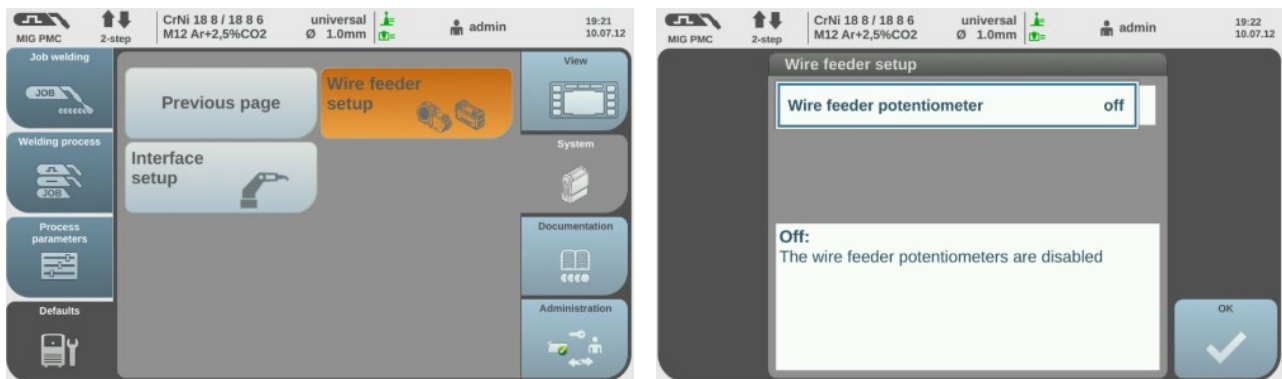 MIG PMC
2-step
CrNi 18 8 / 18 8 6
M12 Ar+2,5%CO2
universal
Ø 1.0mm
admin
19:21
10.07.12
Job welding
JOB
Welding process
JOB
Process
parameters
Defaults
Previous page
Wire feeder
setup
Interface
setup
View
System
Documentation
Administration
MIG PMC
2-step
CrNi 18 8 / 18 8 6
M12 Ar+2,5%CO2
universal
Ø 1.0mm
admin
19:22
10.07.12
Wire feeder setup
Wire feeder potentiometer off
Off:
The wire feeder potentiometers are disabled
OK